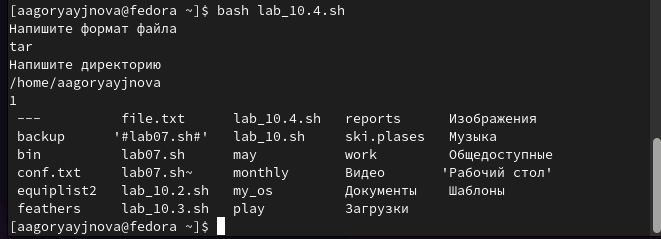 [aagoryayjnova@fedora ~]$ bash lab_10.4.sh
Напишите формат файла
tar
Напишите директорию
/home/aagoryayjnova
1
 ---          file.txt     lab_10.4.sh   reports      Изображения
 backup      '#lab07.sh#'   lab_10.sh     ski.plases   Музыка
 bin          lab07.sh     may           work         Общедоступные
 conf.txt     lab07.sh~    monthly       Видео       'Рабочий стол'
 equiplist2   lab_10.2.sh  my_os         Документы    Шаблоны
 feathers     lab_10.3.sh  play          Загрузки
[aagoryayjnova@fedora ~]$